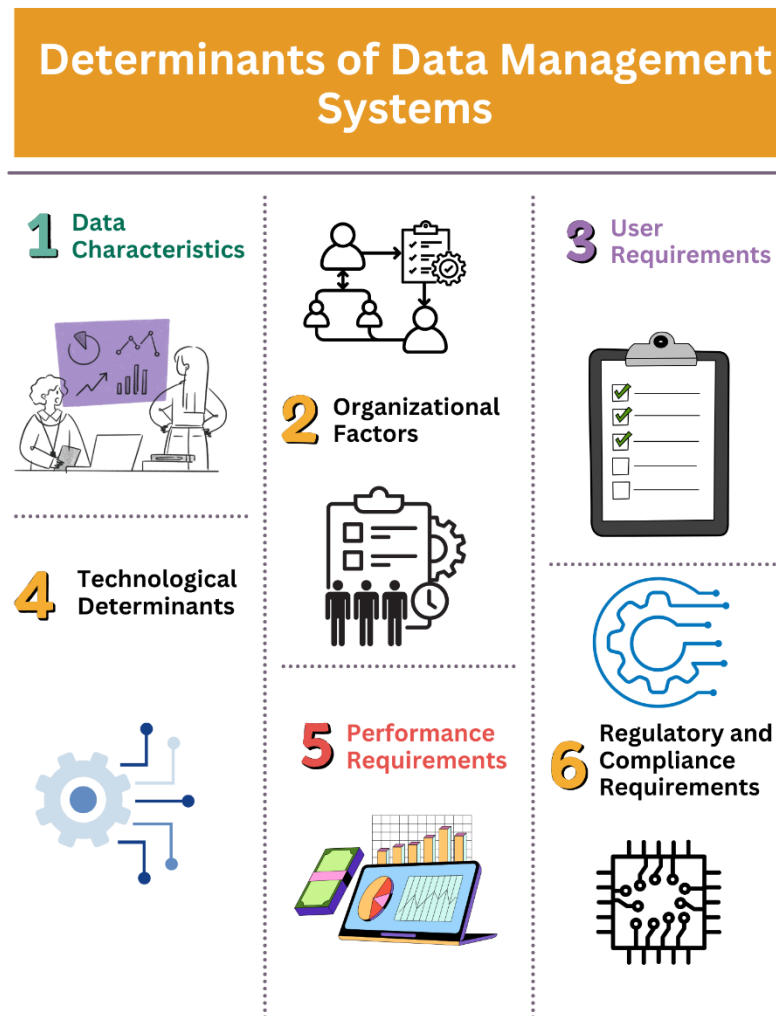 Determinants of Data Management
Systems
1 Data
Characteristics
2 Organizational
Factors
3 User
Requirements
4 Technological
Determinants
5 Performance
Requirements
6 Regulatory and
Compliance
Requirements